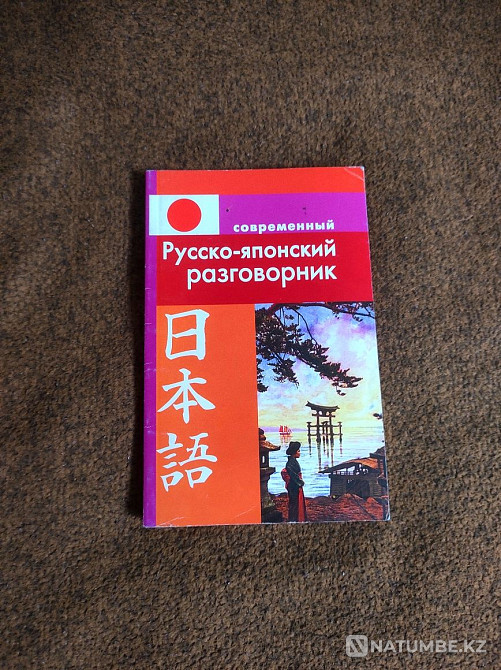 современный
Русско-японский
разговорник
日本語
NATUMBE.KZ